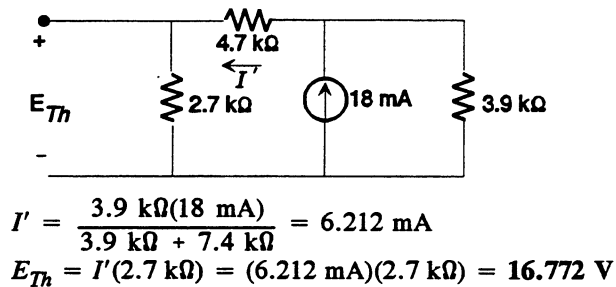 +
4.7 kΩ
I'
E_Th
2.7 kΩ
18 mA
3.9 kΩ
−
I' = 3.9 kΩ(18 mA) / 3.9 kΩ + 7.4 kΩ = 6.212 mA
E_Th = I'(2.7 kΩ) = (6.212 mA)(2.7 kΩ) = 16.772 V